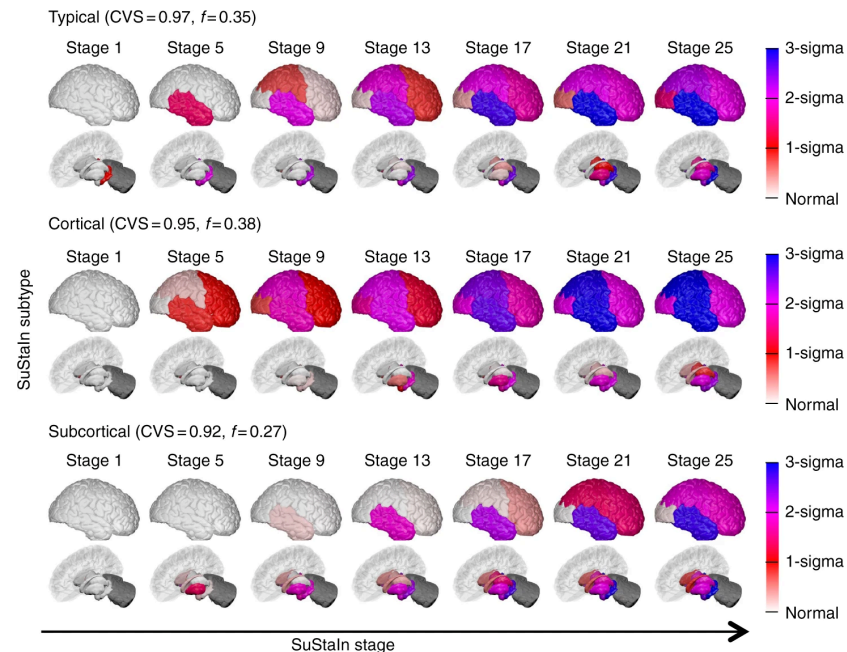 Typical (CVS = 0.97, f = 0.35)
Stage 1 Stage 5 Stage 9 Stage 13 Stage 17 Stage 21 Stage 25
3-sigma
2-sigma
1-sigma
Normal
Cortical (CVS = 0.95, f = 0.38)
Stage 1 Stage 5 Stage 9 Stage 13 Stage 17 Stage 21 Stage 25
3-sigma
2-sigma
1-sigma
Normal
SuStaIn subtype
Subcortical (CVS = 0.92, f = 0.27)
Stage 1 Stage 5 Stage 9 Stage 13 Stage 17 Stage 21 Stage 25
3-sigma
2-sigma
1-sigma
Normal
SuStaIn stage